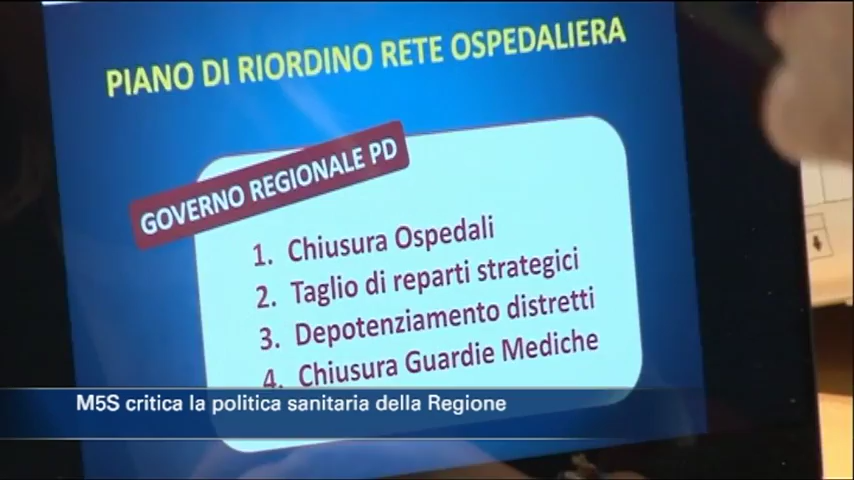 PIANO DI RIORDINO RETE OSPEDALIERA
GOVERNO REGIONALE PD
1. Chiusura Ospedali
2. Taglio di reparti strategici
3. Depotenziamento distretti
4. Chiusura Guardie Mediche
M5S critica la politica sanitaria della Regione